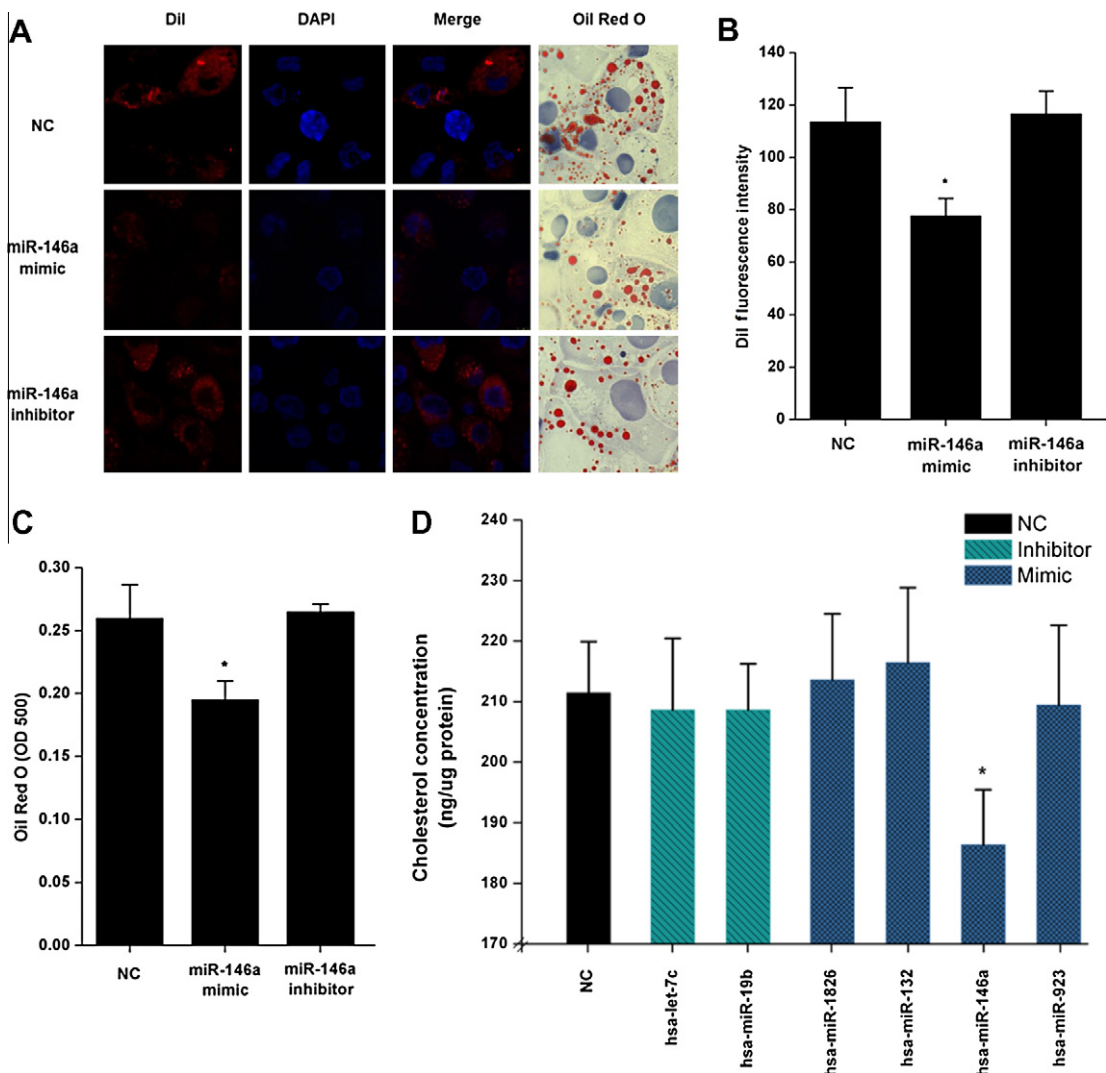 A
DiI
DAPI
Merge
Oil Red O
NC
miR-146a
mimic
miR-146a
inhibitor
B
140
120
100
80
60
40
20
0
DiI fluorescence intensity
*
NC
miR-146a
mimic
miR-146a
inhibitor
C
0.30
0.25
0.20
0.15
0.10
0.05
0.00
Oil Red O (OD 500)
*
NC
miR-146a
mimic
miR-146a
inhibitor
D
240
230
220
210
200
190
180
170
Cholesterol concentration
(ng/ug protein)
NC
Inhibitor
Mimic
*
NC
hsa-let-7c
hsa-miR-19b
hsa-miR-1826
hsa-miR-132
hsa-miR-146a
hsa-miR-923